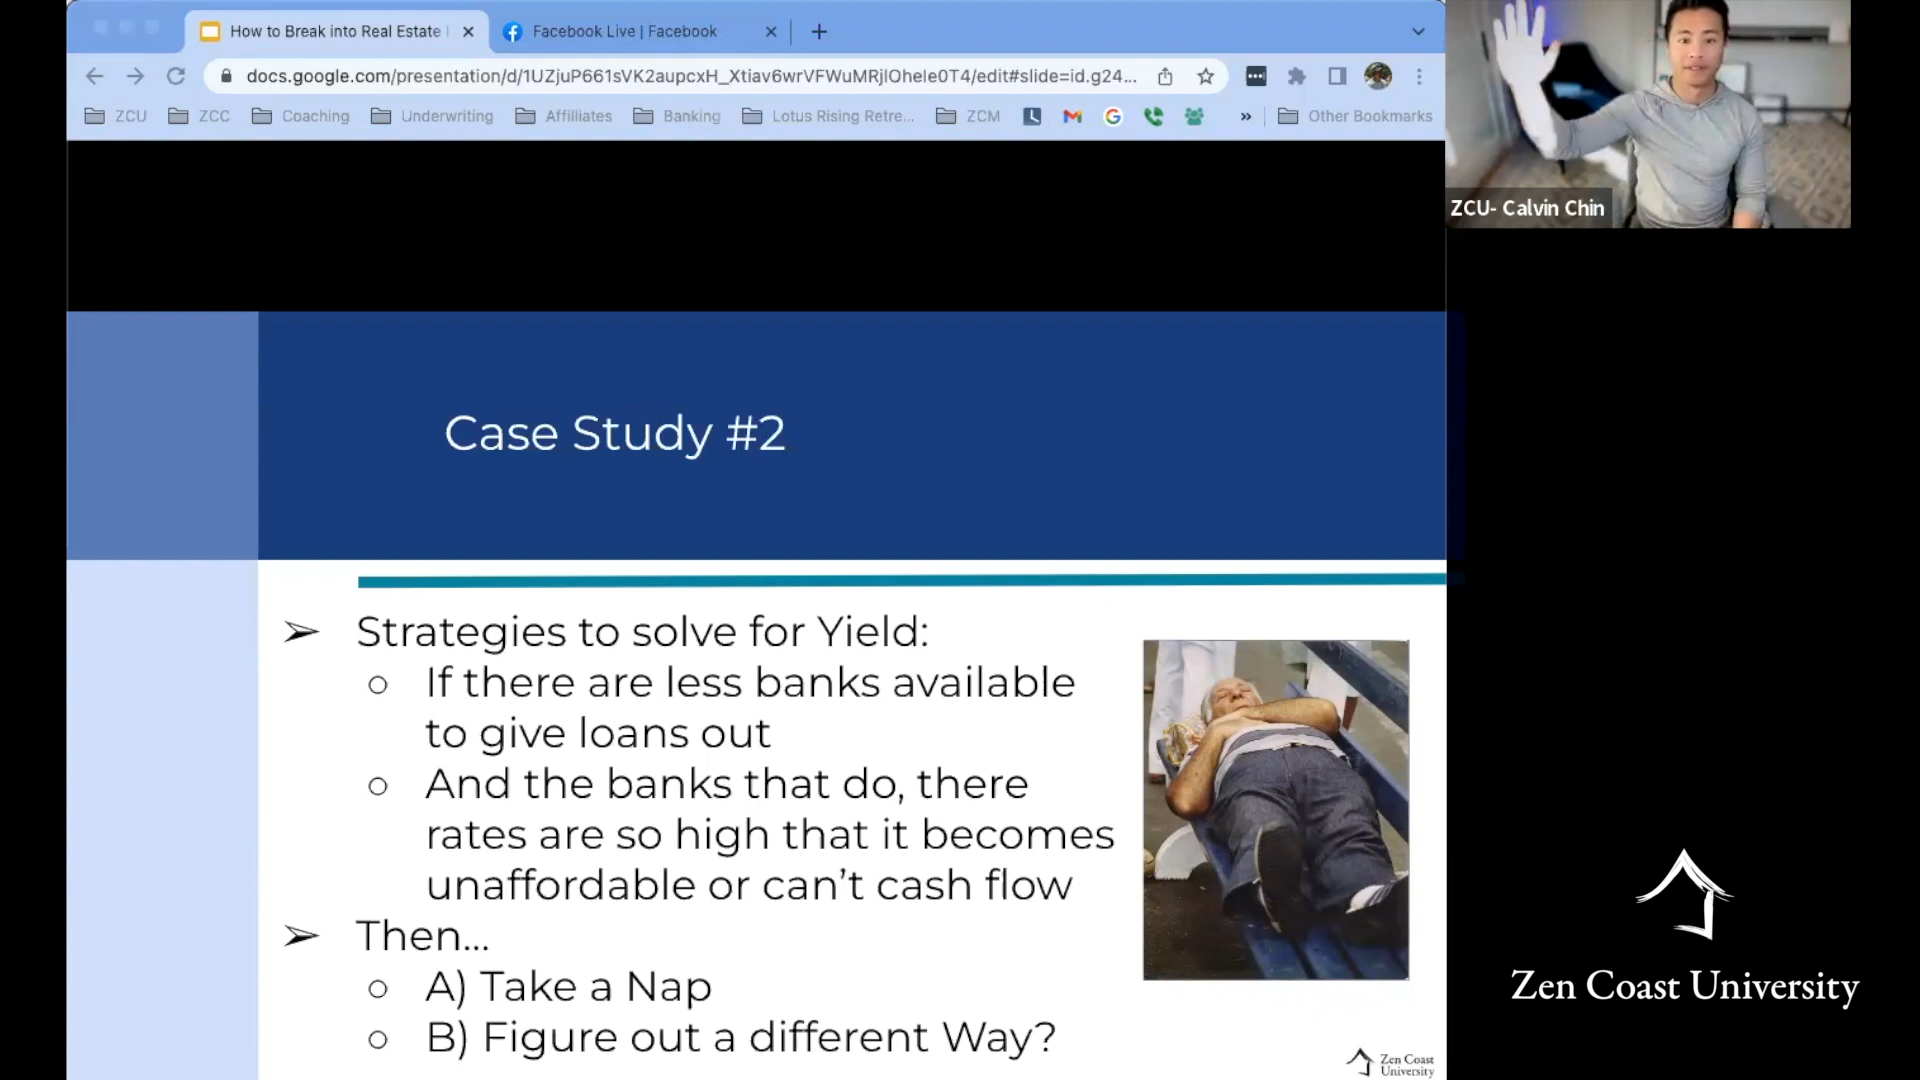 How to Break into Real Estate
Facebook Live | Facebook
docs.google.com/presentation/d/1UZjuP661sVK2aupcxH_Xtiav6wrVFWuMRjlOhele0T4/edit#slide=id.g24...
ZCU ZCC Coaching Underwriting Affilliates Banking Lotus Rising Retre... ZCM » Other Bookmarks
ZCU- Calvin Chin
Case Study #2
➢ Strategies to solve for Yield:
○ If there are less banks available
to give loans out
○ And the banks that do, there
rates are so high that it becomes
unaffordable or can't cash flow
➢ Then...
○ A) Take a Nap
○ B) Figure out a different Way?
Zen Coast
University
Zen Coast University